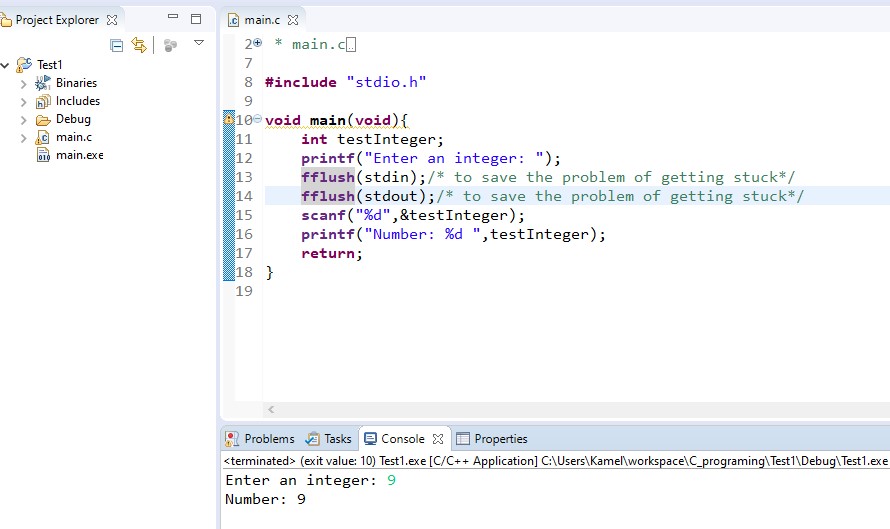 Project Explorer
Test1
Binaries
Includes
Debug
main.c
main.exe
main.c
2 * main.c
7
8 #include "stdio.h"
9
10 void main(void){
11 int testInteger;
12 printf("Enter an integer: ");
13 fflush(stdin);/* to save the problem of getting stuck*/
14 fflush(stdout);/* to save the problem of getting stuck*/
15 scanf("%d",&testInteger);
16 printf("Number: %d ",testInteger);
17 return;
18 }
19
Problems Tasks Console Properties
<terminated> (exit value: 10) Test1.exe [C/C++ Application] C:\Users\Kamel\workspace\C_programing\Test1\Debug\Test1.exe
Enter an integer: 9
Number: 9